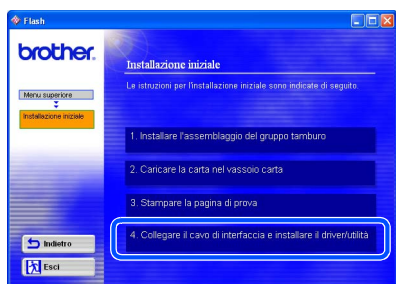 Flash
brother.
Installazione iniziale
Le istruzioni per l'installazione iniziale sono indicate di seguito.
Menu superiore
Installazione iniziale
1. Installare l'assemblaggio del gruppo tamburo
2. Caricare la carta nel vassoio carta
3. Stampare la pagina di prova
4. Collegare il cavo di interfaccia e installare il driver/utilità
Indietro
Esci